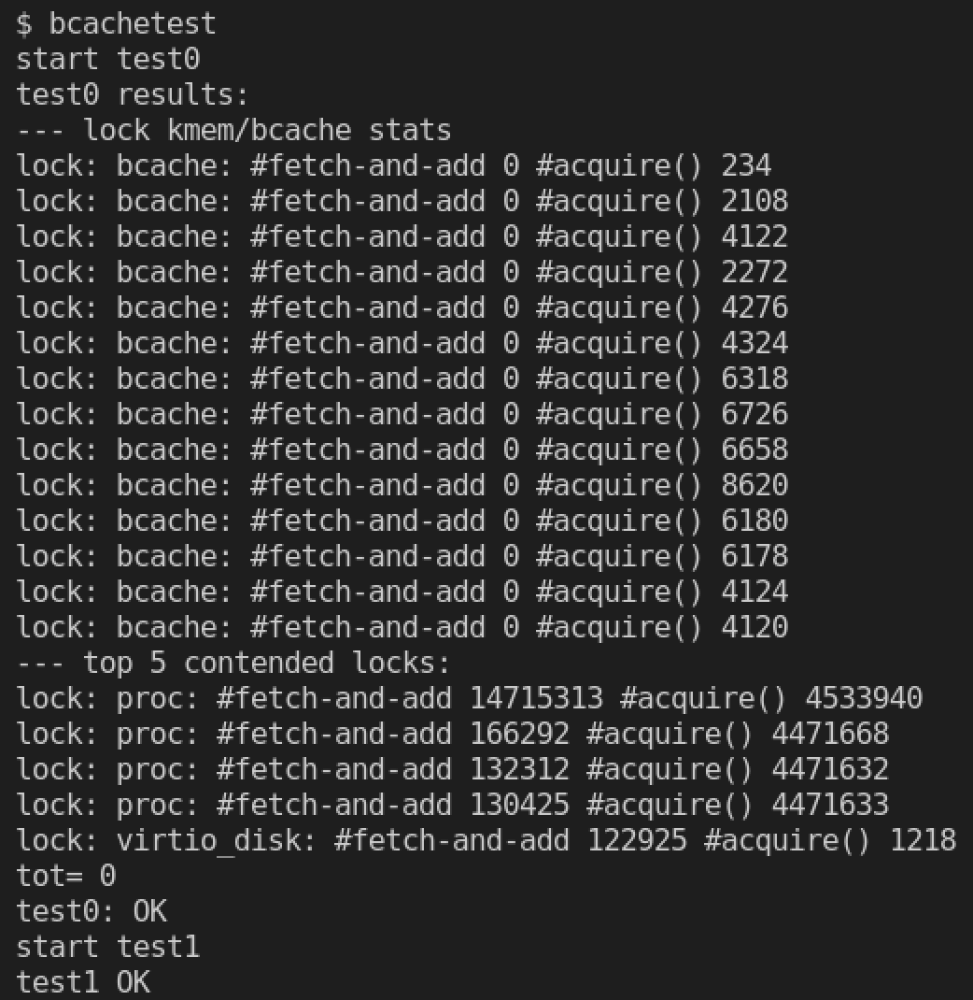 $ bcachetest
start test0
test0 results:
--- lock kmem/bcache stats
lock: bcache: #fetch-and-add 0 #acquire() 234
lock: bcache: #fetch-and-add 0 #acquire() 2108
lock: bcache: #fetch-and-add 0 #acquire() 4122
lock: bcache: #fetch-and-add 0 #acquire() 2272
lock: bcache: #fetch-and-add 0 #acquire() 4276
lock: bcache: #fetch-and-add 0 #acquire() 4324
lock: bcache: #fetch-and-add 0 #acquire() 6318
lock: bcache: #fetch-and-add 0 #acquire() 6726
lock: bcache: #fetch-and-add 0 #acquire() 6658
lock: bcache: #fetch-and-add 0 #acquire() 8620
lock: bcache: #fetch-and-add 0 #acquire() 6180
lock: bcache: #fetch-and-add 0 #acquire() 6178
lock: bcache: #fetch-and-add 0 #acquire() 4124
lock: bcache: #fetch-and-add 0 #acquire() 4120
--- top 5 contended locks:
lock: proc: #fetch-and-add 14715313 #acquire() 4533940
lock: proc: #fetch-and-add 166292 #acquire() 4471668
lock: proc: #fetch-and-add 132312 #acquire() 4471632
lock: proc: #fetch-and-add 130425 #acquire() 4471633
lock: virtio_disk: #fetch-and-add 122925 #acquire() 1218
tot= 0
test0: OK
start test1
test1 OK